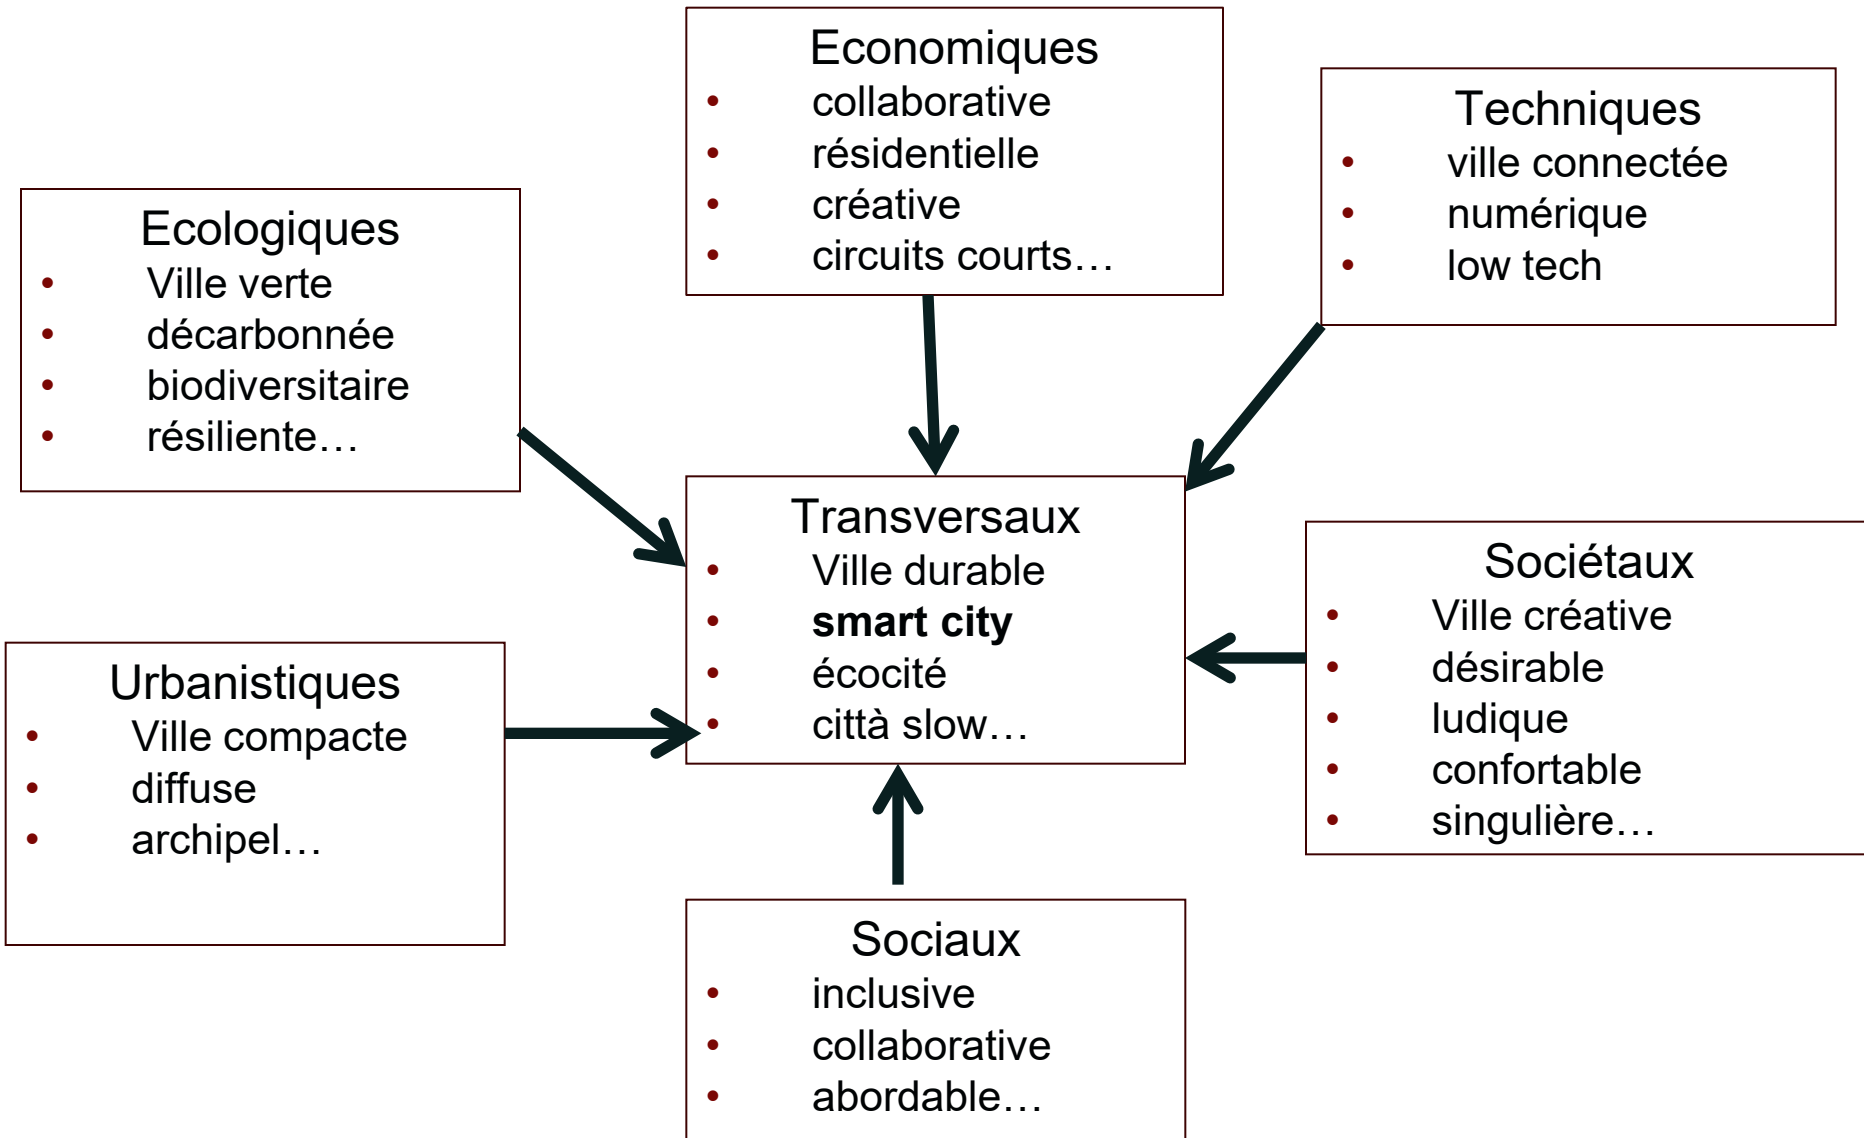 Economiques
• collaborative
• résidentielle
• créative
• circuits courts…
Techniques
• ville connectée
• numérique
• low tech
Ecologiques
• Ville verte
• décarbonnée
• biodiversitaire
• résiliente…
Transversaux
• Ville durable
• smart city
• écocité
• città slow…
Sociétaux
• Ville créative
• désirable
• ludique
• confortable
• singulière…
Urbanistiques
• Ville compacte
• diffuse
• archipel…
Sociaux
• inclusive
• collaborative
• abordable…